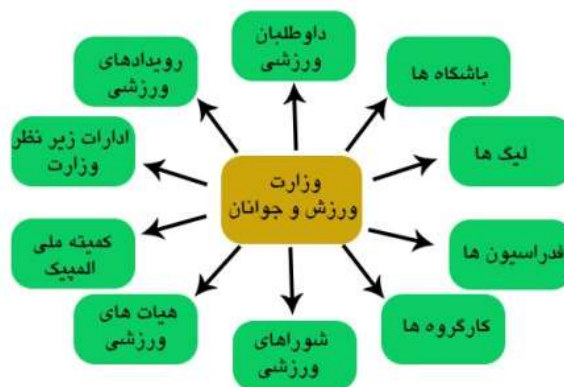 داوطلبان
ورزشی
باشگاه ها
لیگ ها
فدراسیون ها
کارگروه ها
شوراهای
ورزشی
هیات های
ورزشی
کمیته ملی
المپیک
ادارات زیر نظر
وزارت
رویدادهای
ورزشی
وزارت
ورزش و جوانان